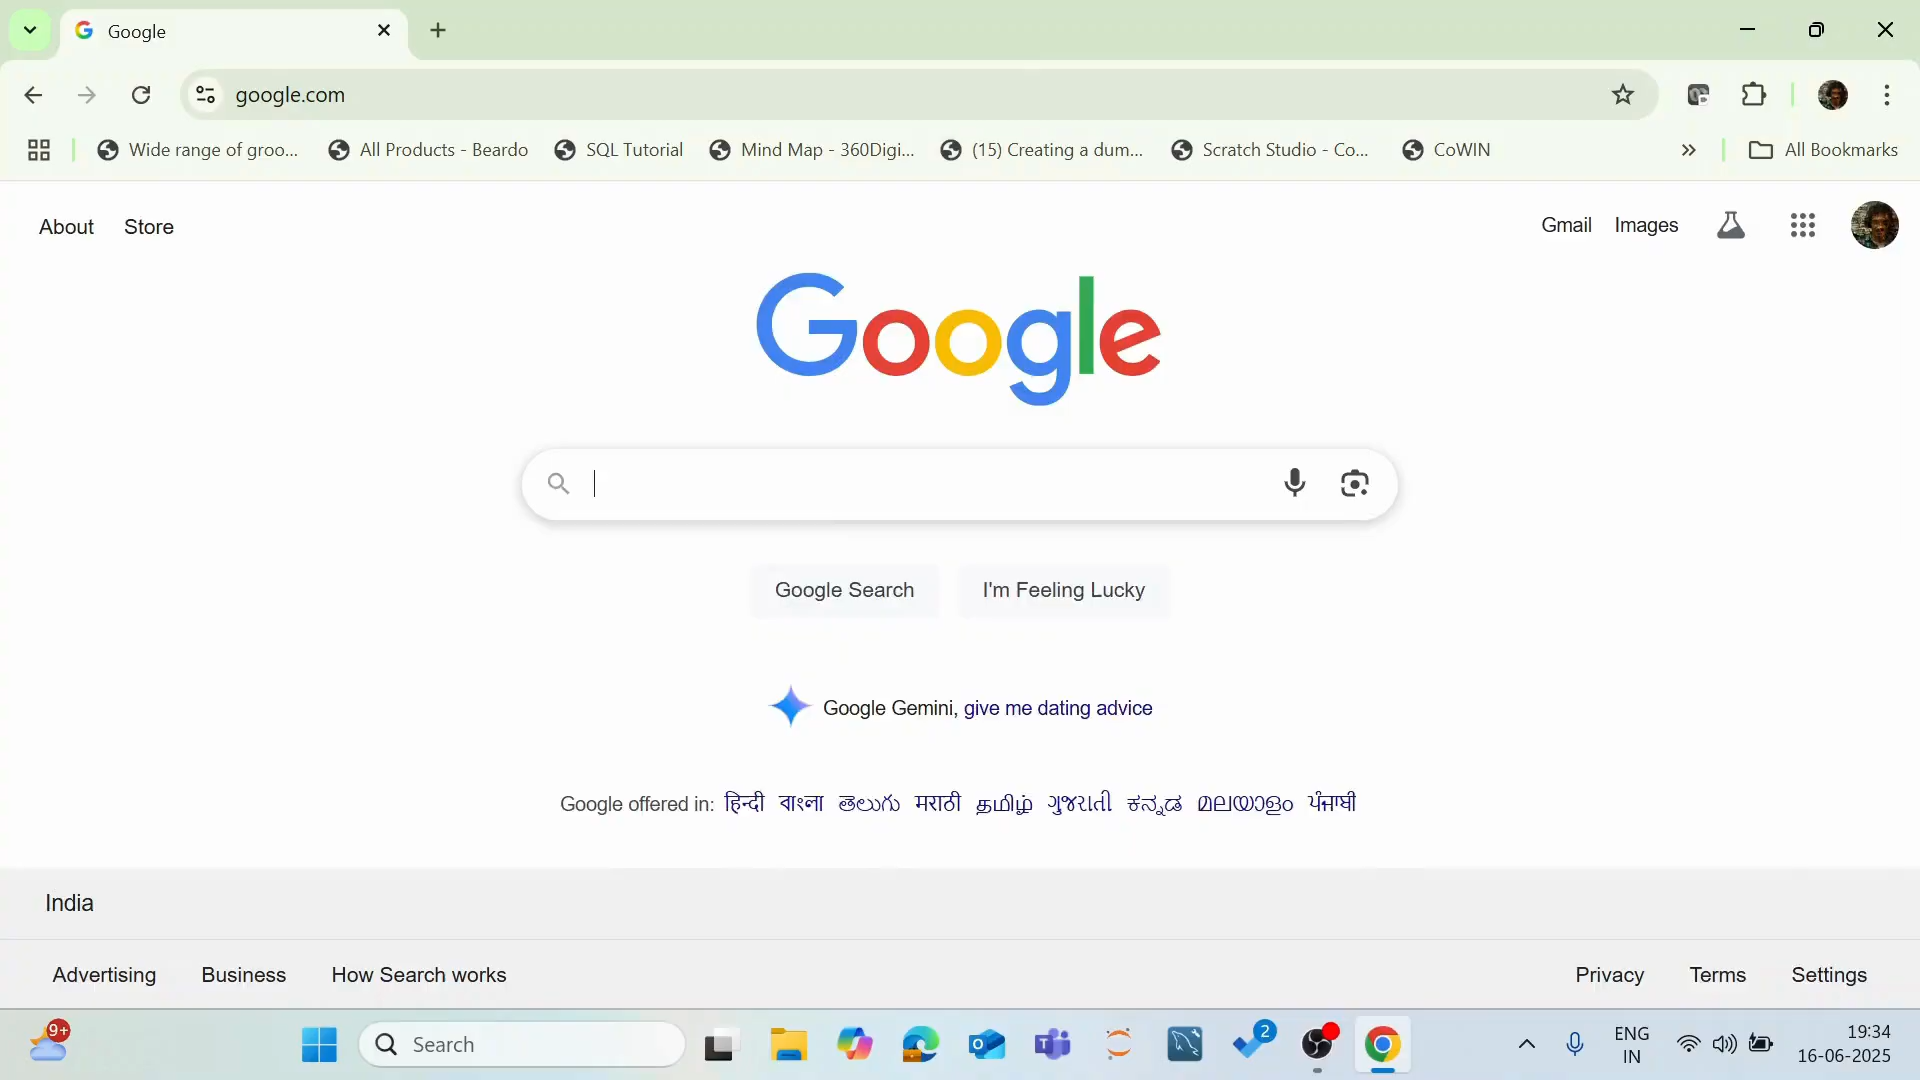 Google
google.com
Wide range of groo... All Products - Beardo SQL Tutorial Mind Map - 360Digi... (15) Creating a dum... Scratch Studio - Co... CoWIN All Bookmarks
About Store Gmail Images
Google
Google Search I'm Feeling Lucky
Google Gemini, give me dating advice
Google offered in: हिन्दी বাংলা తెలుగు मराठी தமிழ் ગુજરાતી ಕನ್ನಡ മലയാളം ਪੰਜਾਬੀ
India
Advertising Business How Search works Privacy Terms Settings
9+ Search 2 ENG 19:34
IN 16-06-2025